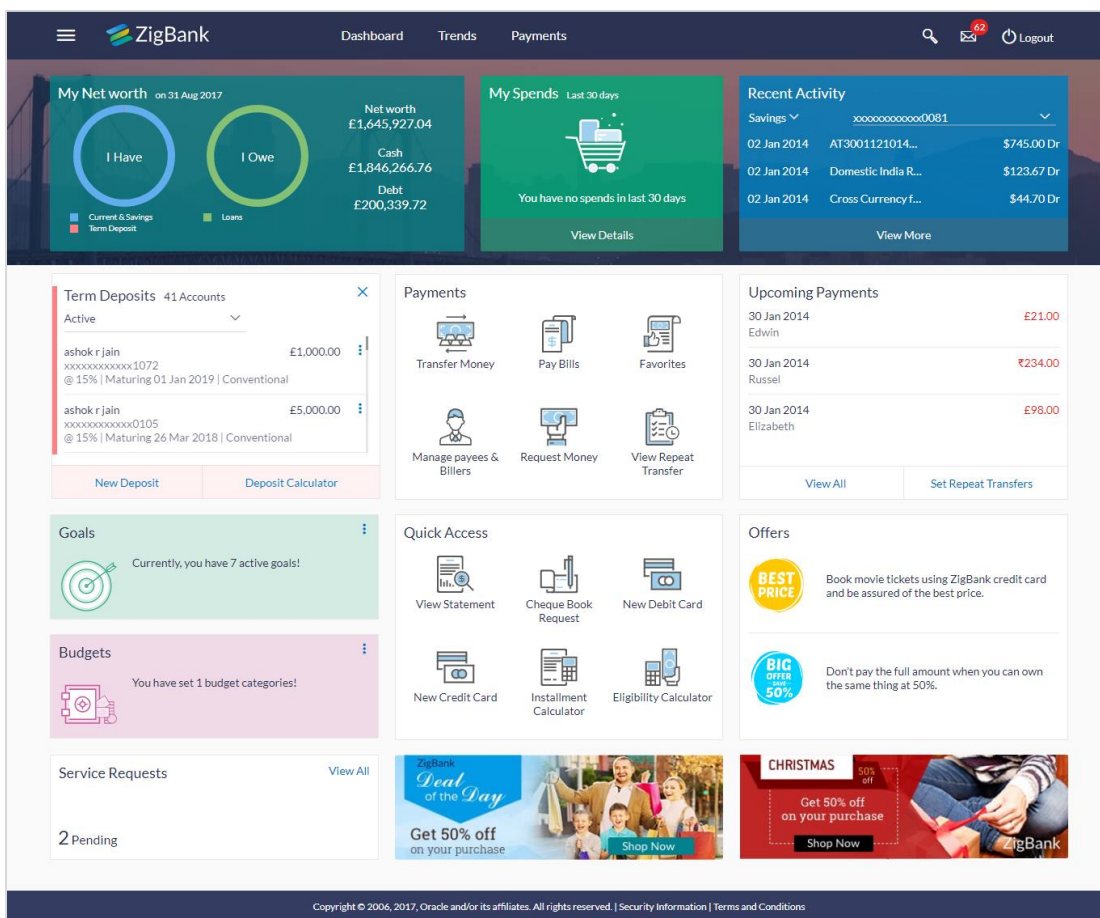 ZigBank
Dashboard Trends Payments
62
Logout
My Net worth on 31 Aug 2017
I Have
I Owe
Current & Savings
Term Deposit
Loans
Net worth
£1,645,927.04
Cash
£1,846,266.76
Debt
£200,339.72
My Spends Last 30 days
You have no spends in last 30 days
View Details
Recent Activity
Savings xxxxxxxxxxxx0081
02 Jan 2014 AT3001121014... $745.00 Dr
02 Jan 2014 Domestic India R... $123.67 Dr
02 Jan 2014 Cross Currency f... $44.70 Dr
View More
Term Deposits 41 Accounts
Active
ashok r jain £1,000.00
xxxxxxxxxxxx1072
@ 15% | Maturing 01 Jan 2019 | Conventional
ashok r jain £5,000.00
xxxxxxxxxxxx0105
@ 15% | Maturing 26 Mar 2018 | Conventional
New Deposit Deposit Calculator
Payments
Transfer Money Pay Bills Favorites
Manage payees &
Billers
Request Money
View Repeat
Transfer
Upcoming Payments
30 Jan 2014 £21.00
Edwin
30 Jan 2014 ₹234.00
Russel
30 Jan 2014 £98.00
Elizabeth
View All Set Repeat Transfers
Goals
Currently, you have 7 active goals!
Budgets
You have set 1 budget categories!
Quick Access
View Statement
Cheque Book
Request
New Debit Card
New Credit Card
Installment
Calculator
Eligibility Calculator
Offers
BEST
PRICE
Book movie tickets using ZigBank credit card
and be assured of the best price.
BIG
OFFER
SAVE
50%
Don't pay the full amount when you can own
the same thing at 50%.
Service Requests View All
2 Pending
ZigBank
Deal
of the Day
Get 50% off
on your purchase
Shop Now
CHRISTMAS
50%
off
Get 50% off
on your purchase
Shop Now
ZigBank
Copyright © 2006, 2017, Oracle and/or its affiliates. All rights reserved. | Security Information | Terms and Conditions